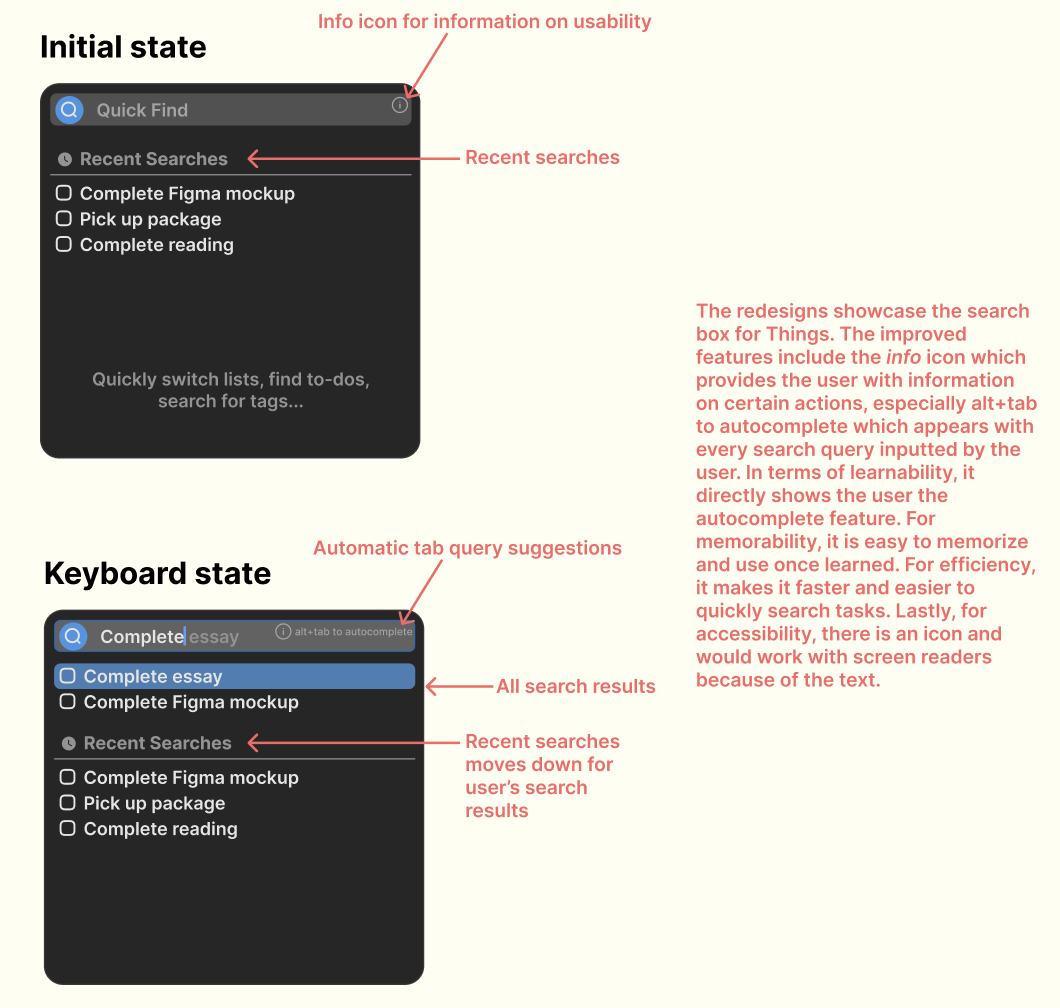 Info icon for information on usability
Initial state
Quick Find
Recent Searches
Recent searches
Complete Figma mockup
Pick up package
Complete reading
Quickly switch lists, find to-dos,
search for tags...
The redesigns showcase the search
box for Things. The improved
features include the info icon which
provides the user with information
on certain actions, especially alt+tab
to autocomplete which appears with
every search query inputted by the
user. In terms of learnability, it
directly shows the user the
autocomplete feature. For
memorability, it is easy to memorize
and use once learned. For efficiency,
it makes it faster and easier to
quickly search tasks. Lastly, for
accessibility, there is an icon and
would work with screen readers
because of the text.
Automatic tab query suggestions
Keyboard state
Complete essay
alt+tab to autocomplete
Complete essay
All search results
Complete Figma mockup
Recent Searches
Recent searches
moves down for
user’s search
results
Complete Figma mockup
Pick up package
Complete reading